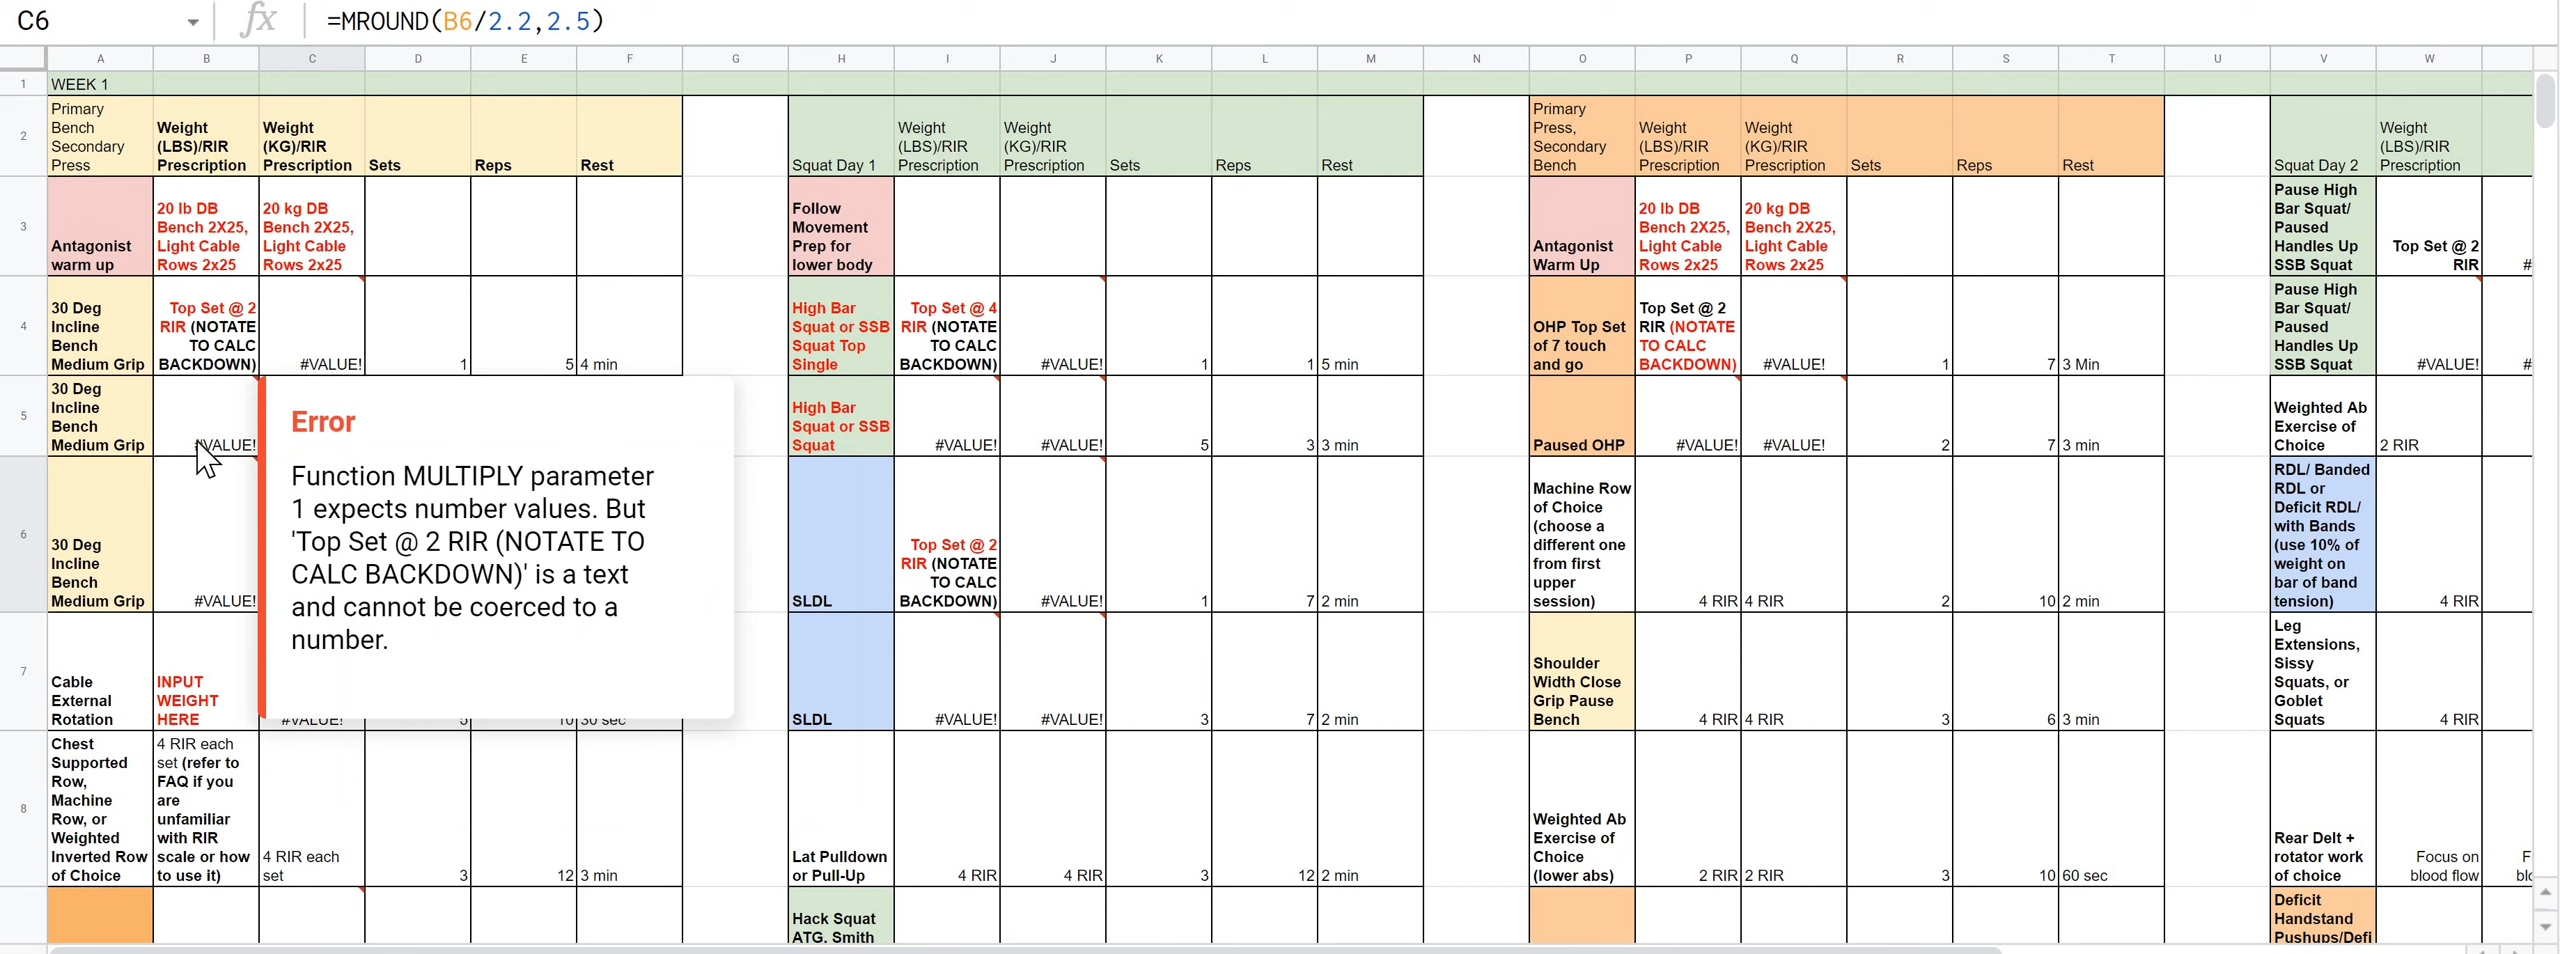 C6
fx
=MROUND(B6/2.2,2.5)
A B C D E F G H I J K L M N O P Q R S T U V W
1
WEEK 1
2
Primary
Bench
Secondary
Press
Weight
(LBS)/RIR
Prescription
Weight
(KG)/RIR
Prescription
Sets
Reps
Rest
Squat Day 1
Weight
(LBS)/RIR
Prescription
Weight
(KG)/RIR
Prescription
Sets
Reps
Rest
Primary
Press,
Secondary
Bench
Weight
(LBS)/RIR
Prescription
Weight
(KG)/RIR
Prescription
Sets
Reps
Rest
Squat Day 2
Weight
(LBS)/RIR
Prescription
3
Antagonist
warm up
20 lb DB
Bench 2X25,
Light Cable
Rows 2x25
20 kg DB
Bench 2X25,
Light Cable
Rows 2x25
Follow
Movement
Prep for
lower body
Antagonist
Warm Up
20 lb DB
Bench 2X25,
Light Cable
Rows 2x25
20 kg DB
Bench 2X25,
Light Cable
Rows 2x25
Pause High
Bar Squat/
Paused
Handles Up
SSB Squat
Top Set @ 2
RIR
#
4
30 Deg
Incline
Bench
Medium Grip
Top Set @ 2
RIR (NOTATE
TO CALC
BACKDOWN)
#VALUE!
1
5
4 min
High Bar
Squat or SSB
Squat Top
Single
Top Set @ 4
RIR (NOTATE
TO CALC
BACKDOWN)
#VALUE!
1
1
5 min
OHP Top Set
of 7 touch
and go
Top Set @ 2
RIR (NOTATE
TO CALC
BACKDOWN)
#VALUE!
1
7
3 Min
Pause High
Bar Squat/
Paused
Handles Up
SSB Squat
#VALUE!
#
5
30 Deg
Incline
Bench
Medium Grip
#VALUE!
Error
Function MULTIPLY parameter
1 expects number values. But
'Top Set @ 2 RIR (NOTATE TO
CALC BACKDOWN)' is a text
and cannot be coerced to a
number.
High Bar
Squat or SSB
Squat
#VALUE!
#VALUE!
5
3
3 min
Paused OHP
#VALUE!
#VALUE!
2
7
3 min
Weighted Ab
Exercise of
Choice
2 RIR
6
30 Deg
Incline
Bench
Medium Grip
#VALUE!
SLDL
Top Set @ 2
RIR (NOTATE
TO CALC
BACKDOWN)
#VALUE!
1
7
2 min
Machine Row
of Choice
(choose a
different one
from first
upper
session)
4 RIR
4 RIR
2
10
2 min
RDL/ Banded
RDL or
Deficit RDL/
with Bands
(use 10% of
weight on
bar of band
tension)
4 RIR
7
Cable
External
Rotation
INPUT
WEIGHT
HERE
#VALUE!
5
10
30 sec
SLDL
#VALUE!
#VALUE!
3
7
2 min
Shoulder
Width Close
Grip Pause
Bench
4 RIR
4 RIR
3
6
3 min
Leg
Extensions,
Sissy
Squats, or
Goblet
Squats
4 RIR
8
Chest
Supported
Row,
Machine
Row, or
Weighted
Inverted Row
of Choice
4 RIR each
set (refer to
FAQ if you
are
unfamiliar
with RIR
scale or how
to use it)
4 RIR each
set
3
12
3 min
Lat Pulldown
or Pull-Up
4 RIR
4 RIR
3
12
2 min
Weighted Ab
Exercise of
Choice
(lower abs)
2 RIR
2 RIR
3
10
60 sec
Rear Delt +
rotator work
of choice
Focus on
blood flow
Hack Squat
ATG, Smith
Deficit
Handstand
Pushups/Defi